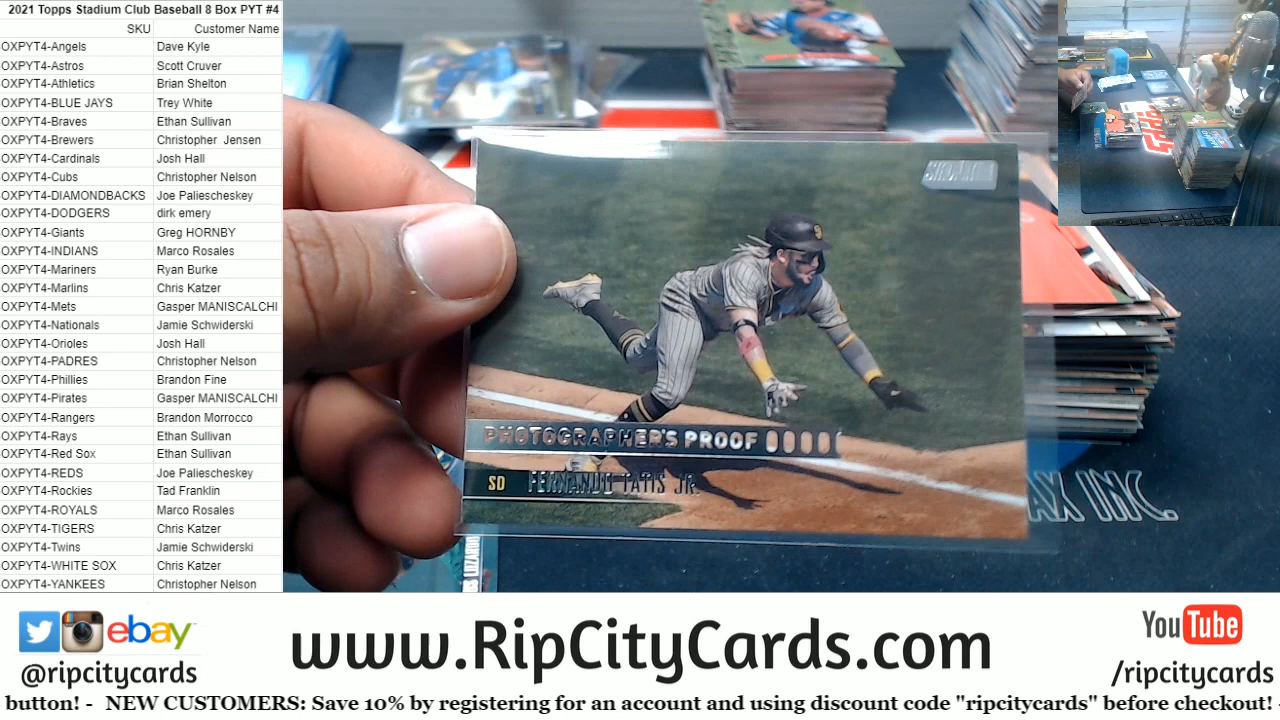 2021 Topps Stadium Club Baseball 8 Box PYT #4
SKU Customer Name
OXPYT4-Angels Dave Kyle
OXPYT4-Astros Scott Cruver
OXPYT4-Athletics Brian Shelton
OXPYT4-BLUE JAYS Trey White
OXPYT4-Braves Ethan Sullivan
OXPYT4-Brewers Christopher Jensen
OXPYT4-Cardinals Josh Hall
OXPYT4-Cubs Christopher Nelson
OXPYT4-DIAMONDBACKS Joe Paliescheskey
OXPYT4-DODGERS dirk emery
OXPYT4-Giants Greg HORNBY
OXPYT4-INDIANS Marco Rosales
OXPYT4-Mariners Ryan Burke
OXPYT4-Marlins Chris Katzer
OXPYT4-Mets Gasper MANISCALCHI
OXPYT4-Nationals Jamie Schwiderski
OXPYT4-Orioles Josh Hall
OXPYT4-PADRES Christopher Nelson
OXPYT4-Phillies Brandon Fine
OXPYT4-Pirates Gasper MANISCALCHI
OXPYT4-Rangers Brandon Morrocco
OXPYT4-Rays Ethan Sullivan
OXPYT4-Red Sox Ethan Sullivan
OXPYT4-REDS Joe Paliescheskey
OXPYT4-Rockies Tad Franklin
OXPYT4-ROYALS Marco Rosales
OXPYT4-TIGERS Chris Katzer
OXPYT4-Twins Jamie Schwiderski
OXPYT4-WHITE SOX Chris Katzer
OXPYT4-YANKEES Christopher Nelson
PHOTOGRAPHER'S PROOF
SD FERNANDO TATIS JR.
AX INC.
ebay
@ripcitycards
www.RipCityCards.com
YouTube
/ripcitycards
button! - NEW CUSTOMERS: Save 10% by registering for an account and using discount code "ripcitycards" before checkout! -